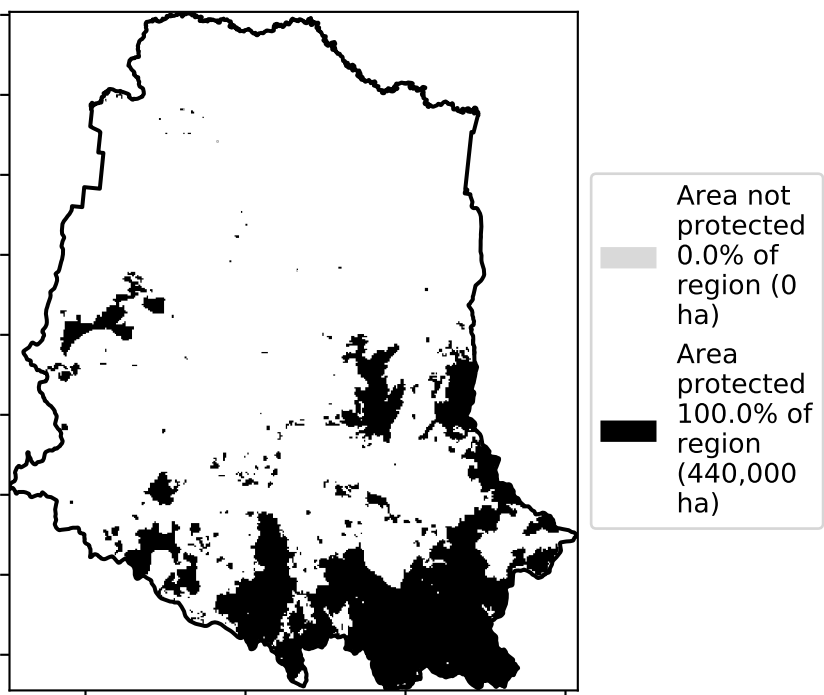 Area not
protected
0.0% of
region (0
ha)
Area
protected
100.0% of
region
(440,000
ha)